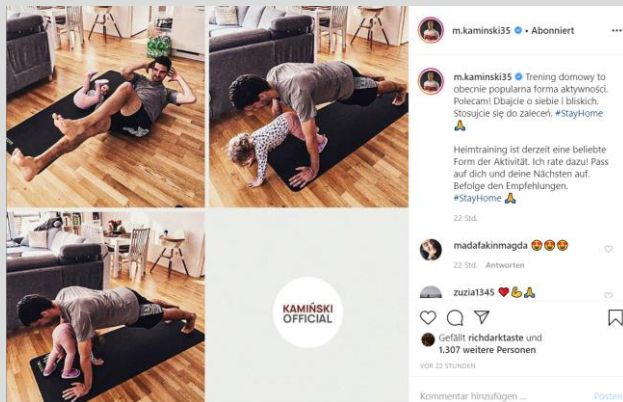 m.kaminski35 • Abonniert
m.kaminski35 Trening domowy to
obecnie popularna forma aktywności.
Polecam! Dbajcie o siebie i bliskich.
Stosujcie się do zaleceń. #StayHome
🙏
Heimtraining ist derzeit eine beliebte
Form der Aktivität. Ich rate dazu! Pass
auf dich und deine Nächsten auf.
Befolge den Empfehlungen.
#StayHome 🙏
22 Std.
madafakinmagda 😍😍😍
22 Std. Antworten
zuzia1345 ❤️💪🙏
KAMIŃSKI
OFFICIAL
Gefällt richdarktaste und
1.307 weitere Personen
VOR 22 STUNDEN
Kommentar hinzufügen ... Posten